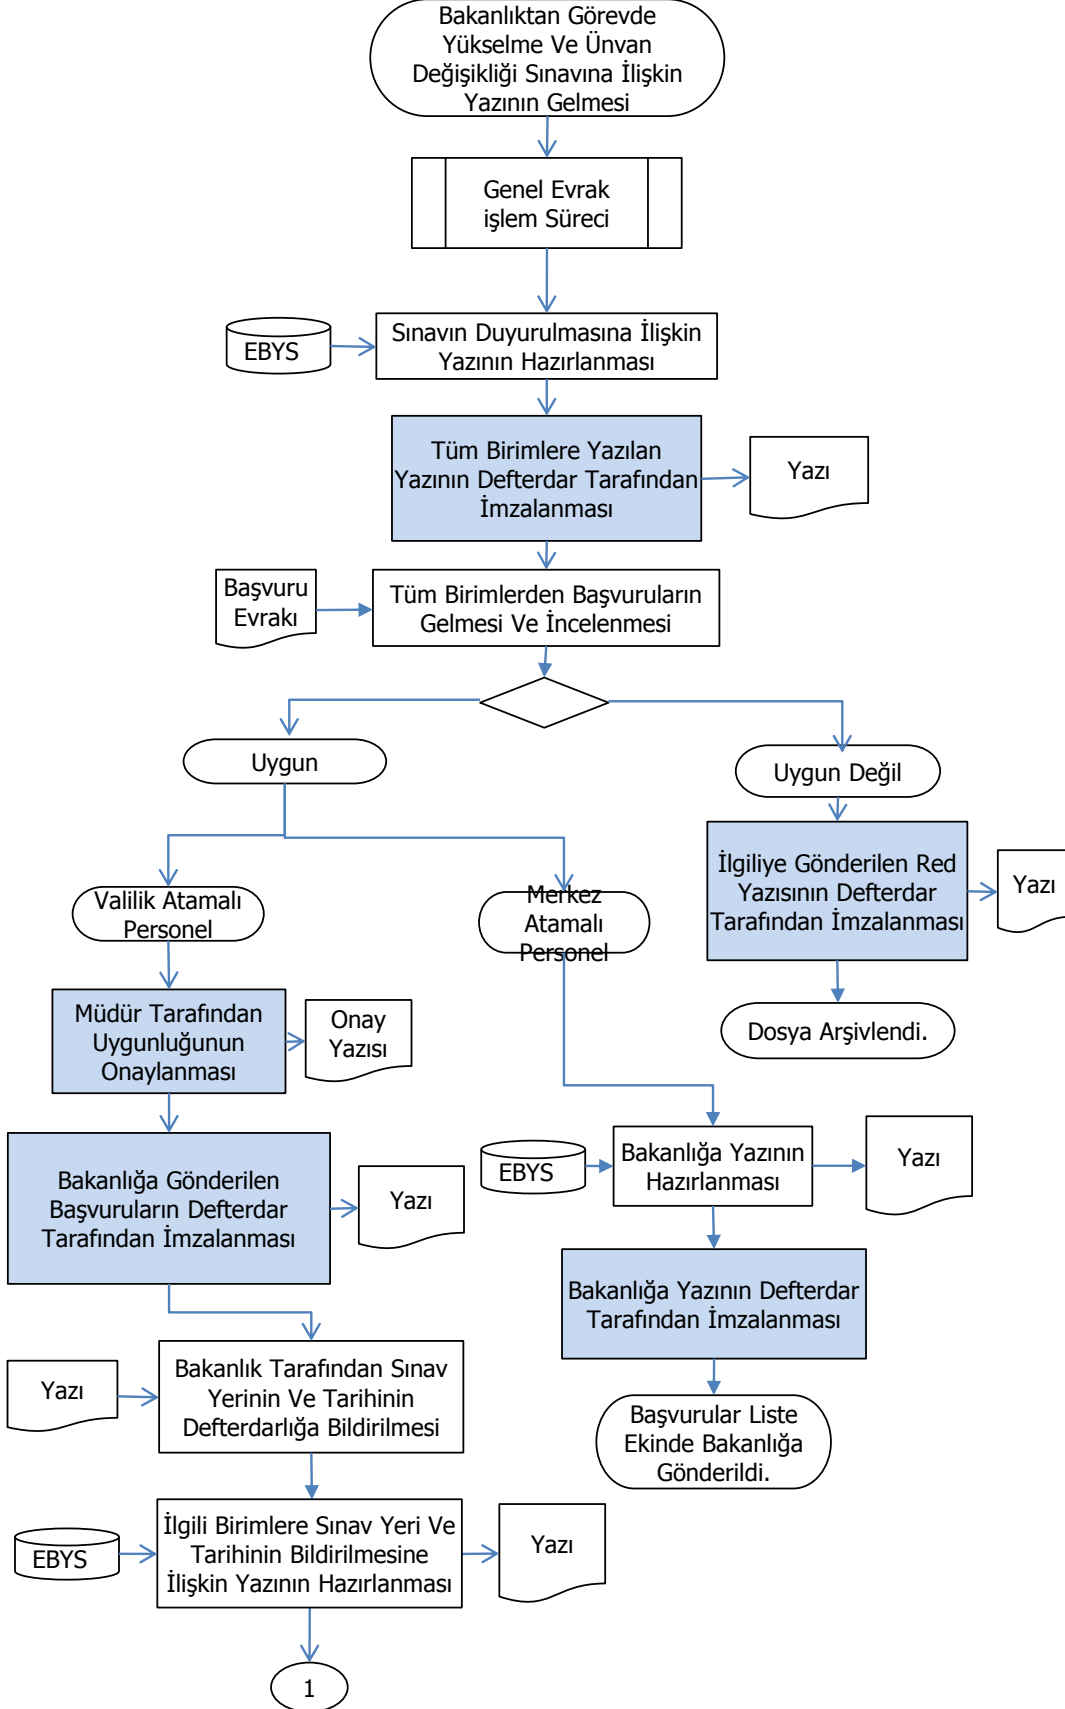 Bakanlıktan Görevde
Yükselme Ve Ünvan
Değişikliği Sınavına İlişkin
Yazının Gelmesi
Genel Evrak
işlem Süreci
EBYS
Sınavın Duyurulmasına İlişkin
Yazının Hazırlanması
Tüm Birimlere Yazılan
Yazının Defterdar Tarafından
İmzalanması
Yazı
Başvuru
Evrakı
Tüm Birimlerden Başvuruların
Gelmesi Ve İncelenmesi
Uygun
Uygun Değil
İlgiliye Gönderilen Red
Yazısının Defterdar
Tarafından İmzalanması
Yazı
Valilik Atamalı
Personel
Merkez
Atamalı
Personel
Müdür Tarafından
Uygunluğunun
Onaylanması
Onay
Yazısı
Dosya Arşivlendi.
Bakanlığa Gönderilen
Başvuruların Defterdar
Tarafından İmzalanması
Yazı
EBYS
Bakanlığa Yazının
Hazırlanması
Yazı
Bakanlığa Yazının Defterdar
Tarafından İmzalanması
Yazı
Bakanlık Tarafından Sınav
Yerinin Ve Tarihinin
Defterdarlığa Bildirilmesi
Başvurular Liste
Ekinde Bakanlığa
Gönderildi.
EBYS
İlgili Birimlere Sınav Yeri Ve
Tarihinin Bildirilmesine
İlişkin Yazının Hazırlanması
Yazı
1